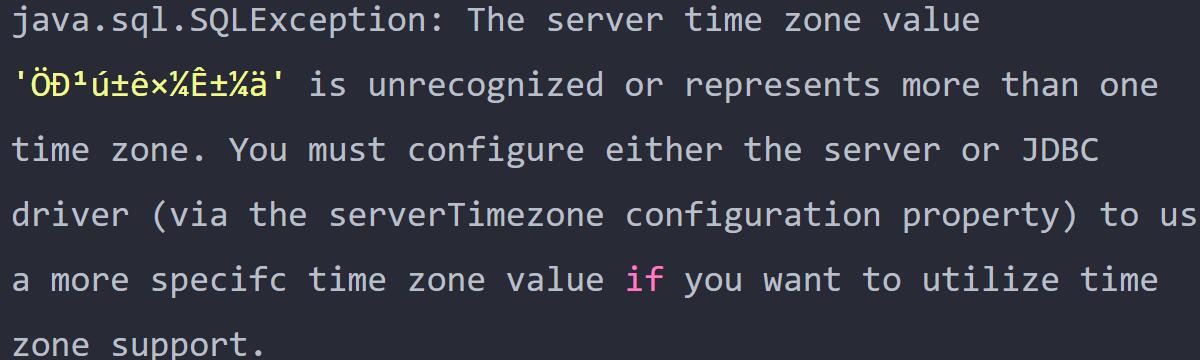 java.sql.SQLException: The server time zone value
'ÖÐ¹ú±ê×¼Ê±¼ä' is unrecognized or represents more than one
time zone. You must configure either the server or JDBC
driver (via the serverTimezone configuration property) to us
a more specifc time zone value if you want to utilize time
zone support.